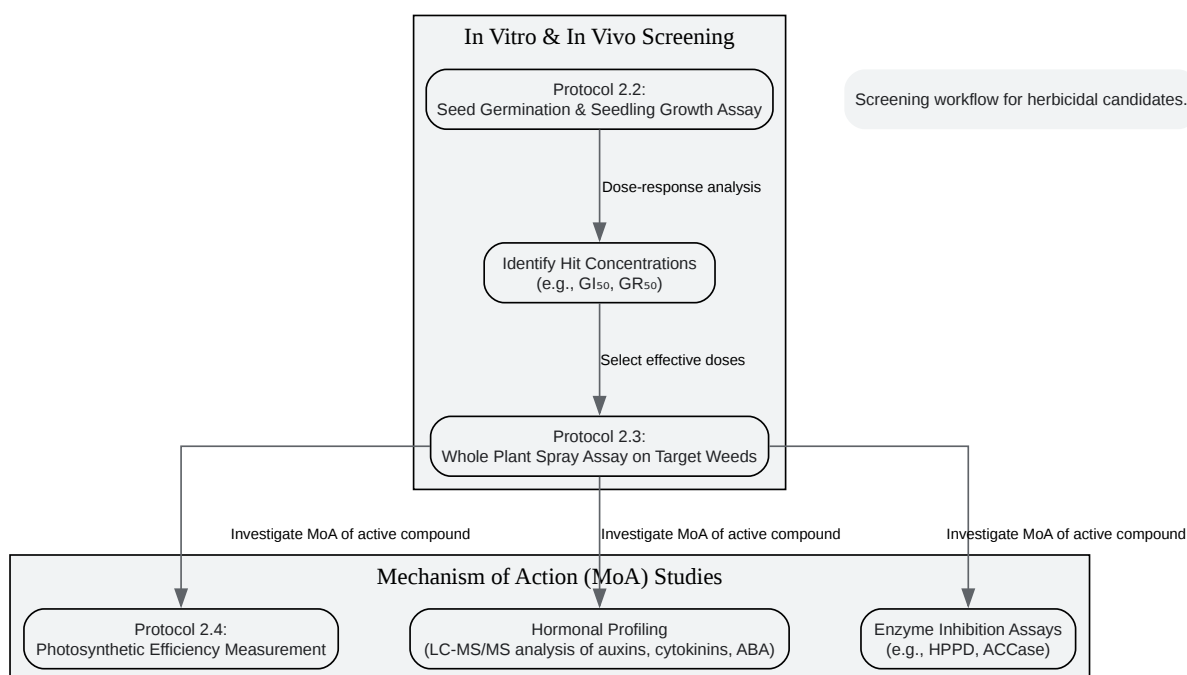 In Vitro & In Vivo Screening
Protocol 2.2:
Seed Germination & Seedling Growth Assay
Screening workflow for herbicidal candidates.
Dose-response analysis
Identify Hit Concentrations
(e.g., GI₅₀, GR₅₀)
Select effective doses
Protocol 2.3:
Whole Plant Spray Assay on Target Weeds
Investigate MoA of active compound
Investigate MoA of active compound
Investigate MoA of active compound
Mechanism of Action (MoA) Studies
Protocol 2.4:
Photosynthetic Efficiency Measurement
Hormonal Profiling
(LC-MS/MS analysis of auxins, cytokinins, ABA)
Enzyme Inhibition Assays
(e.g., HPPD, ACCase)